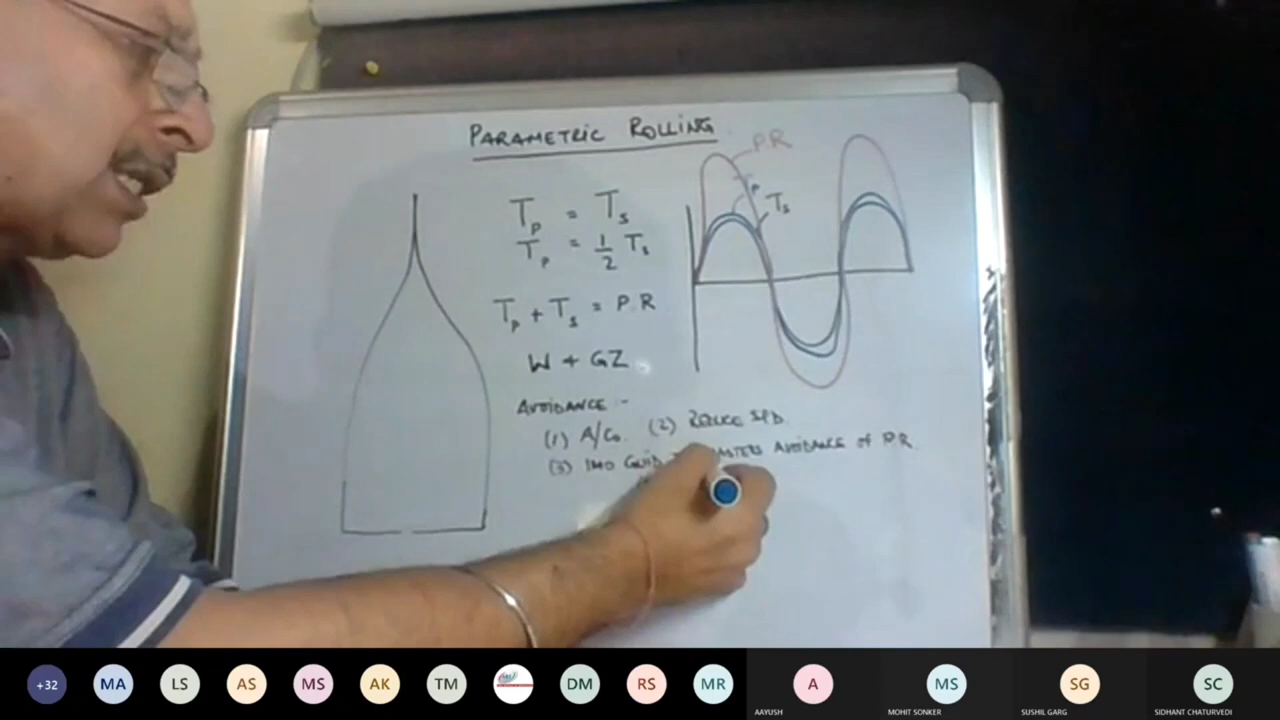 PARAMETRIC ROLLING
Tp = Ts
Tp = 1/2 Ts
Tp + Ts = P.R
W + GZ
P.R
P
Ts
AVOIDANCE :-
(1) A/Co. (2) REDUCE SPD.
(3) IMO GUID AVOIDANCE of P.R.
+32
MA
LS
AS
MS
AK
TM
DM
RS
MR
A
MS
SG
SC
AAYUSH
MOHIT SONKER
SUSHIL GARG
SIDHANT CHATURVEDI